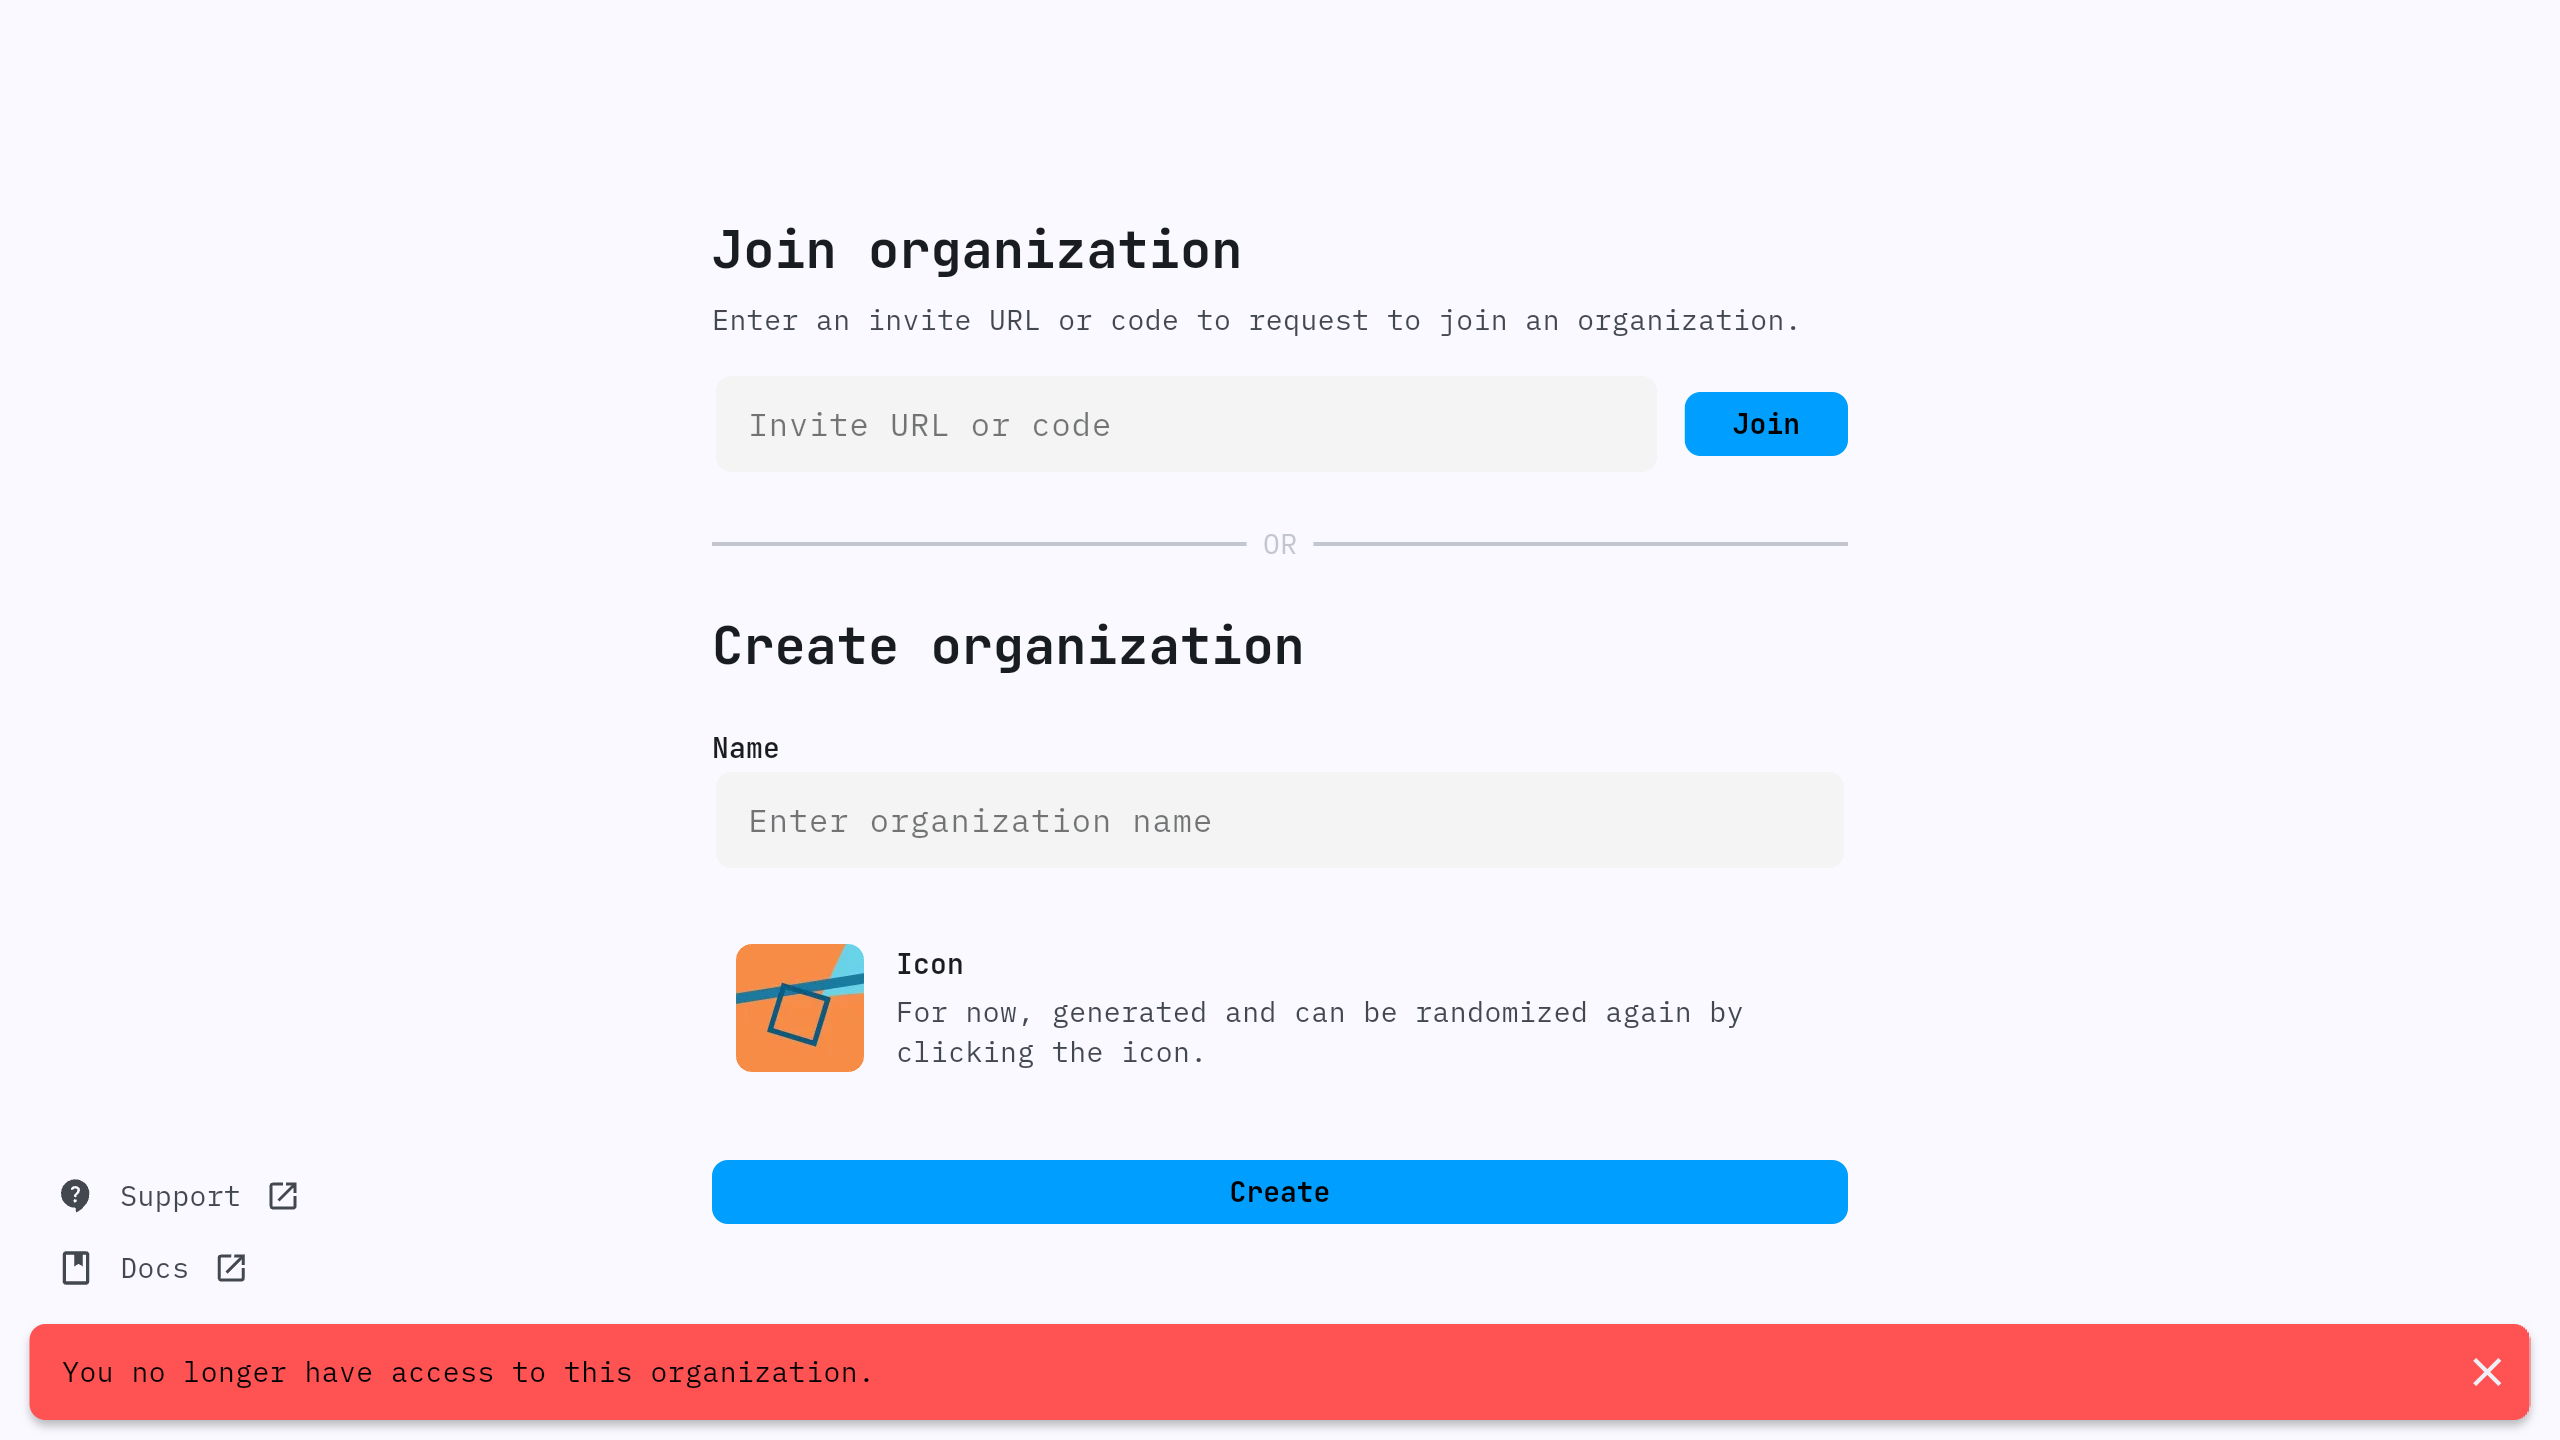 Join organization
Enter an invite URL or code to request to join an organization.
Invite URL or code
Join
OR
Create organization
Name
Enter organization name
Icon
For now, generated and can be randomized again by
clicking the icon.
Create
Support
Docs
You no longer have access to this organization.